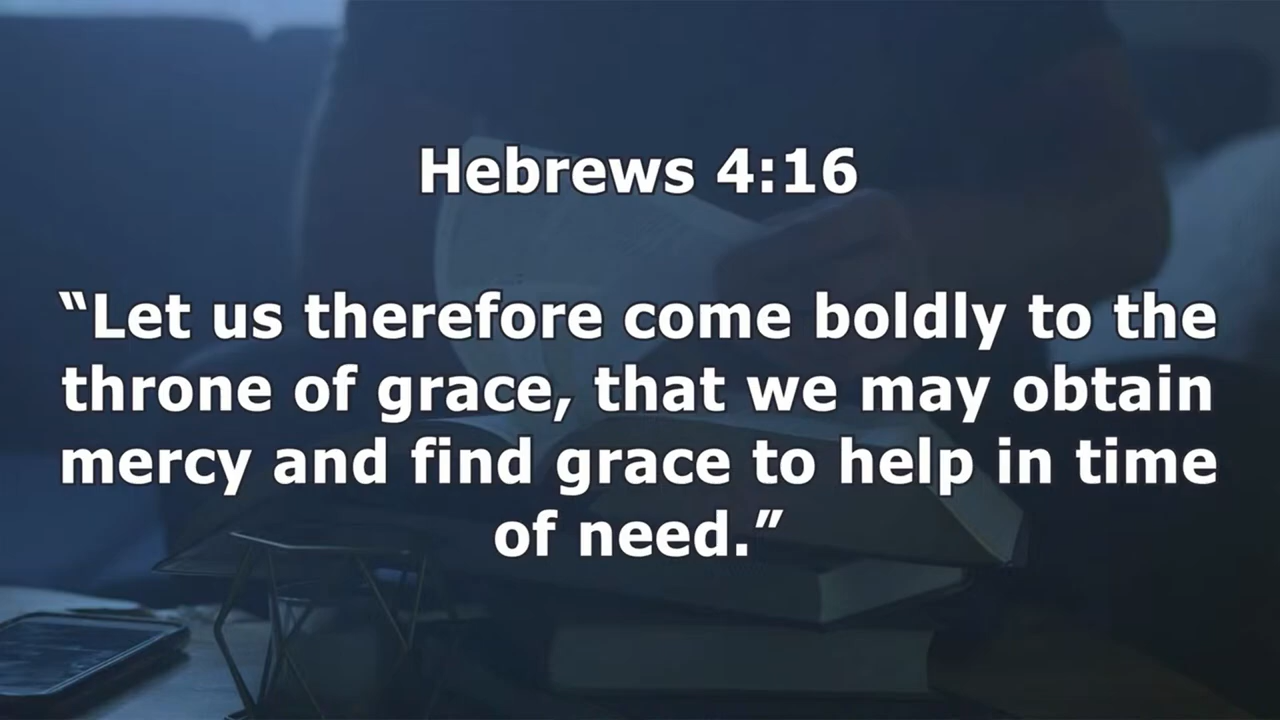 Hebrews 4:16
“Let us therefore come boldly to the
throne of grace, that we may obtain
mercy and find grace to help in time
of need.”